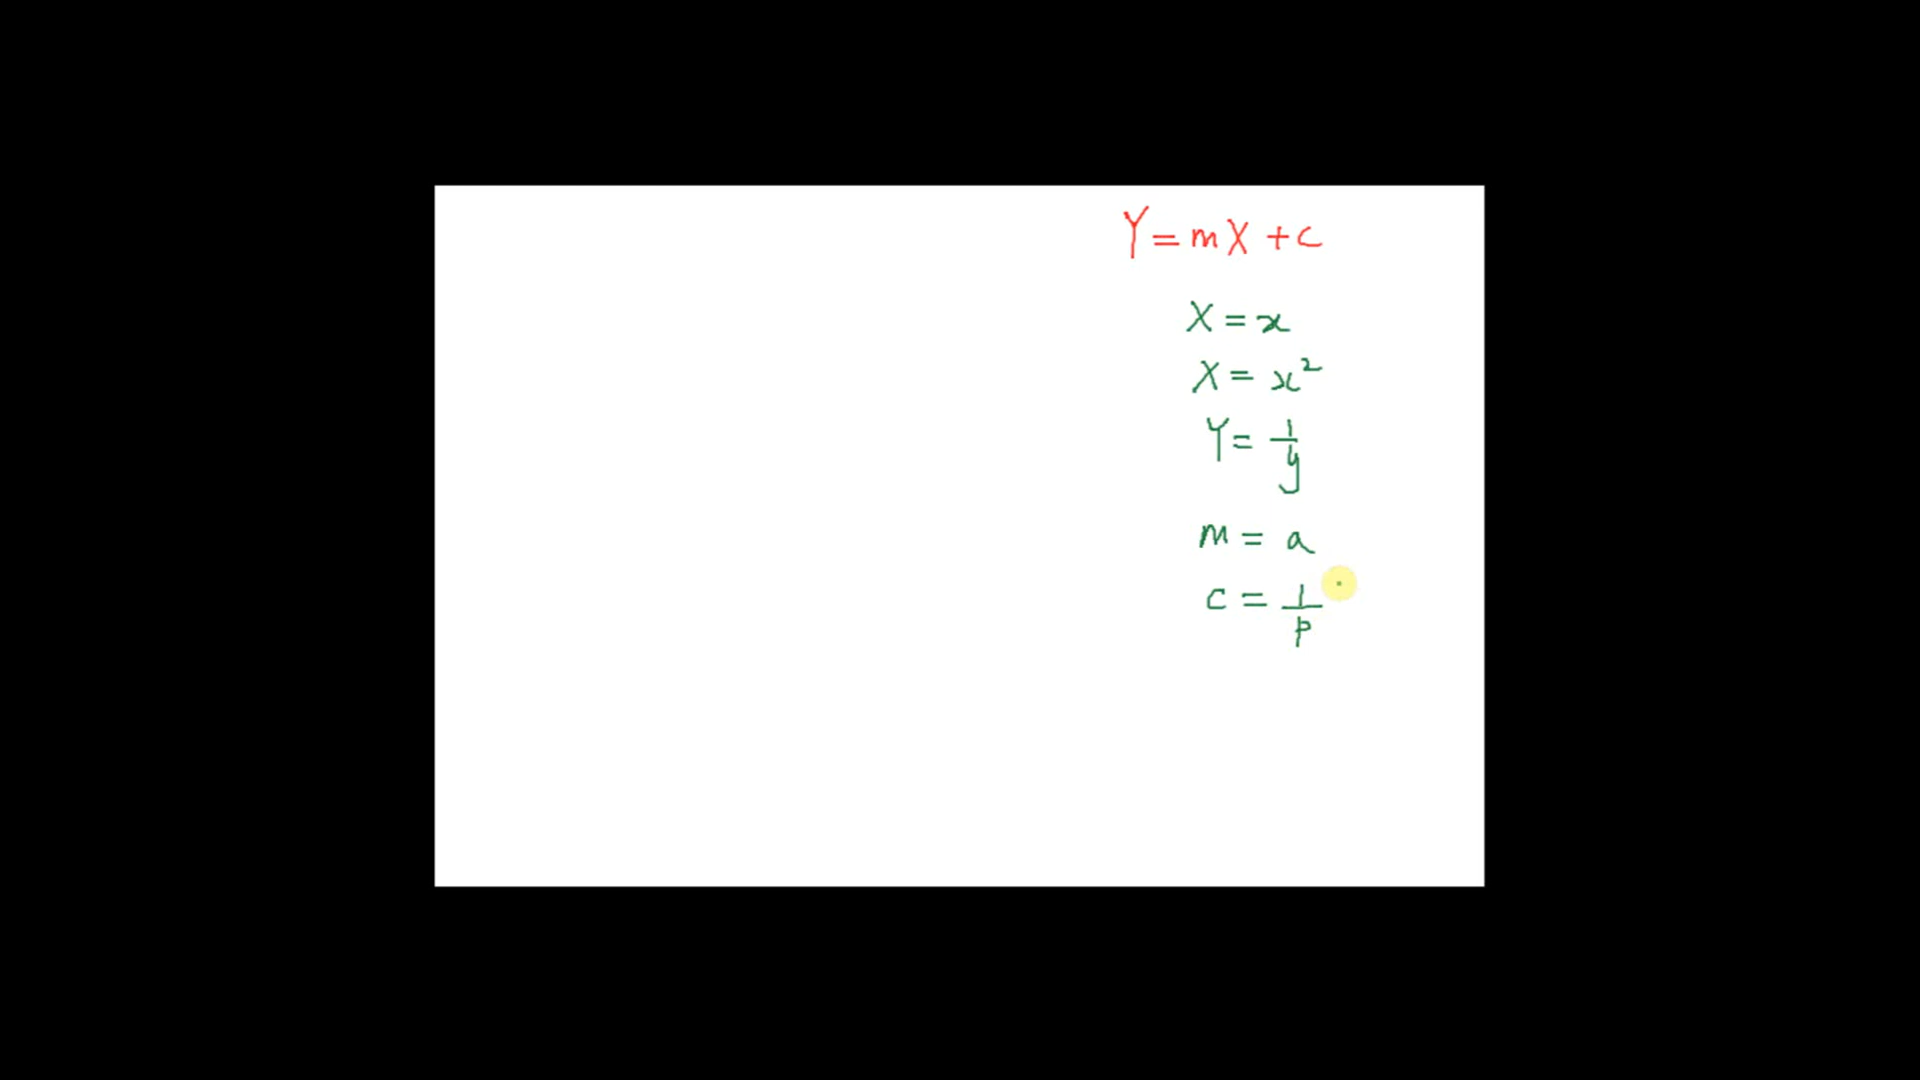 Y = mX + c
X = x
X = x²
Y = 1/y
m = a
c = 1/p